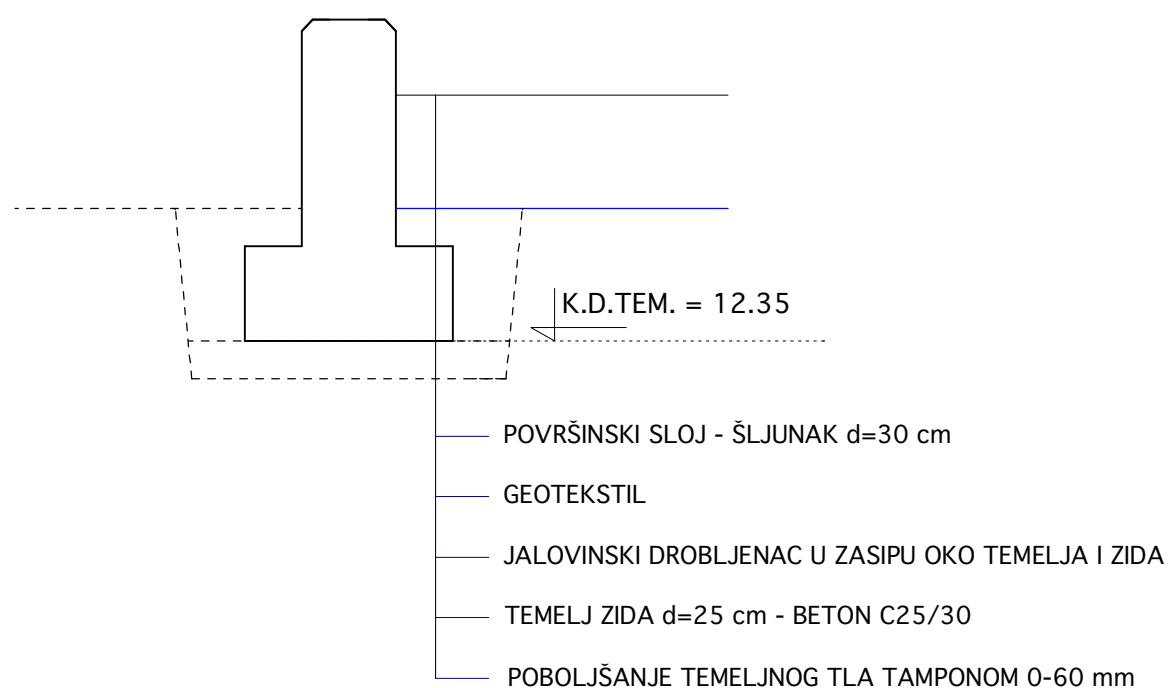 K.D.TEM. = 12.35
POVRŠINSKI SLOJ - ŠLJUNAK d=30 cm
GEOTEKSTIL
JALOVINSKI DROBLJENAC U ZASIPU OKO TEMELJA I ZIDA
TEMELJ ZIDA d=25 cm - BETON C25/30
POBOLJŠANJE TEMELJNOG TLA TAMPONOM 0-60 mm